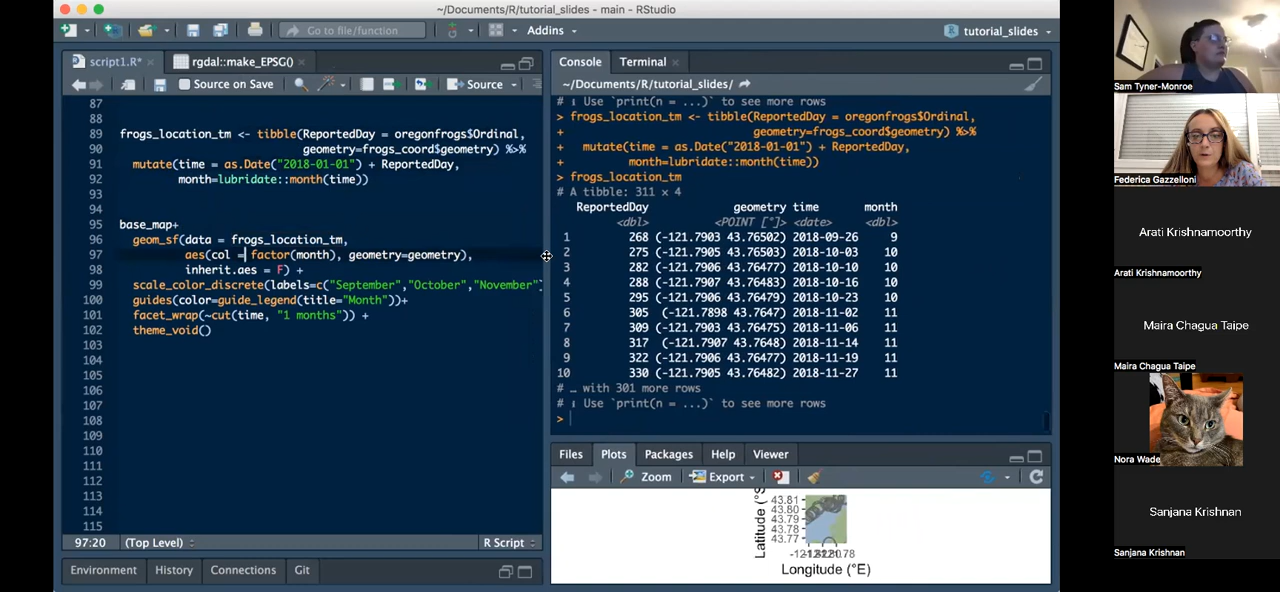 ~/Documents/R/tutorial_slides - main - RStudio
Go to file/function
Addins
tutorial_slides
script1.R*
rgdal::make_EPSG()
Source on Save
Source
87
88
89 frogs_location_tm <- tibble(ReportedDay = oregonfrogs$Ordinal,
90 geometry=frogs_coord$geometry) %>%
91 mutate(time = as.Date("2018-01-01") + ReportedDay,
92 month=lubridate::month(time))
93
94
95 base_map+
96 geom_sf(data = frogs_location_tm,
97 aes(col = factor(month), geometry=geometry),
98 inherit.aes = F) +
99 scale_color_discrete(labels=c("September","October","November"
100 guides(color=guide_legend(title="Month"))+
101 facet_wrap(~cut(time, "1 months")) +
102 theme_void()
103
104
105
106
107
108
109
110
111
112
113
114
115
97:20 (Top Level) R Script
Environment History Connections Git
Console Terminal
~/Documents/R/tutorial_slides/
# ℹ Use `print(n = ...)` to see more rows
> frogs_location_tm <- tibble(ReportedDay = oregonfrogs$Ordinal,
+ geometry=frogs_coord$geometry) %>%
+ mutate(time = as.Date("2018-01-01") + ReportedDay,
+ month=lubridate::month(time))
> frogs_location_tm
# A tibble: 311 × 4
ReportedDay geometry time month
<dbl> <POINT [°]> <date> <dbl>
1 268 (-121.7903 43.76502) 2018-09-26 9
2 275 (-121.7905 43.76505) 2018-10-03 10
3 282 (-121.7906 43.76477) 2018-10-10 10
4 288 (-121.7907 43.76483) 2018-10-16 10
5 295 (-121.7906 43.76479) 2018-10-23 10
6 305 (-121.7898 43.7647) 2018-11-02 11
7 309 (-121.7904 43.76475) 2018-11-06 11
8 317 (-121.7907 43.7648) 2018-11-14 11
9 322 (-121.7906 43.76477) 2018-11-19 11
10 330 (-121.7905 43.76482) 2018-11-27 11
# … with 301 more rows
# ℹ Use `print(n = ...)` to see more rows
>
Files Plots Packages Help Viewer
Zoom Export
43.81
43.80
43.79
43.78
43.77
Latitude (°S
Longitude (°E)
Sam Tyner-Monroe
Federica Gazzelloni
Arati Krishnamoorthy
Arati Krishnamoorthy
Maira Chagua Taipe
Maira Chagua Taipe
Nora Wade
Sanjana Krishnan
Sanjana Krishnan